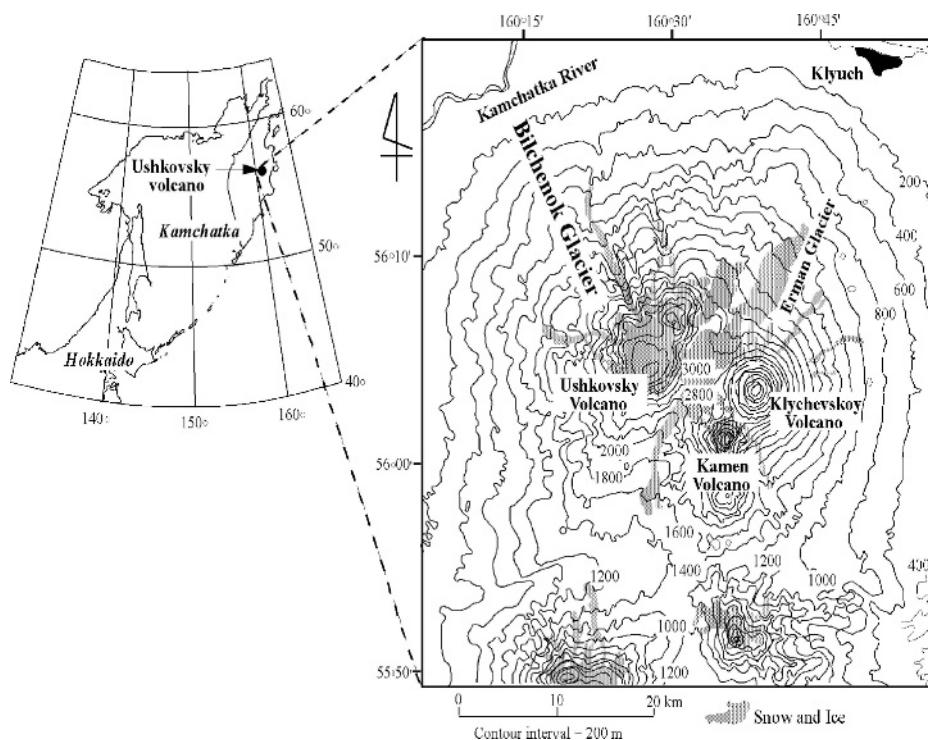 160°15'
160°30'
160°45'
Klyuch
Kamchatka River
Bilchenok Glacier
60°
Ushkovsky
volcano
Kamchatka
50°
Hokkaido
40°
140°
150°
160°
200
400
600
800
56°10'
Erman Glacier
3000
2800
Ushkovsky
Volcano
Klychevskoy
Volcano
2000
1800
56°00'
Kamen
Volcano
1600
1400
1200
1200
1000
400
1000
1200
55°50'
0 10 20 km
Contour interval - 200 m
Snow and Ice